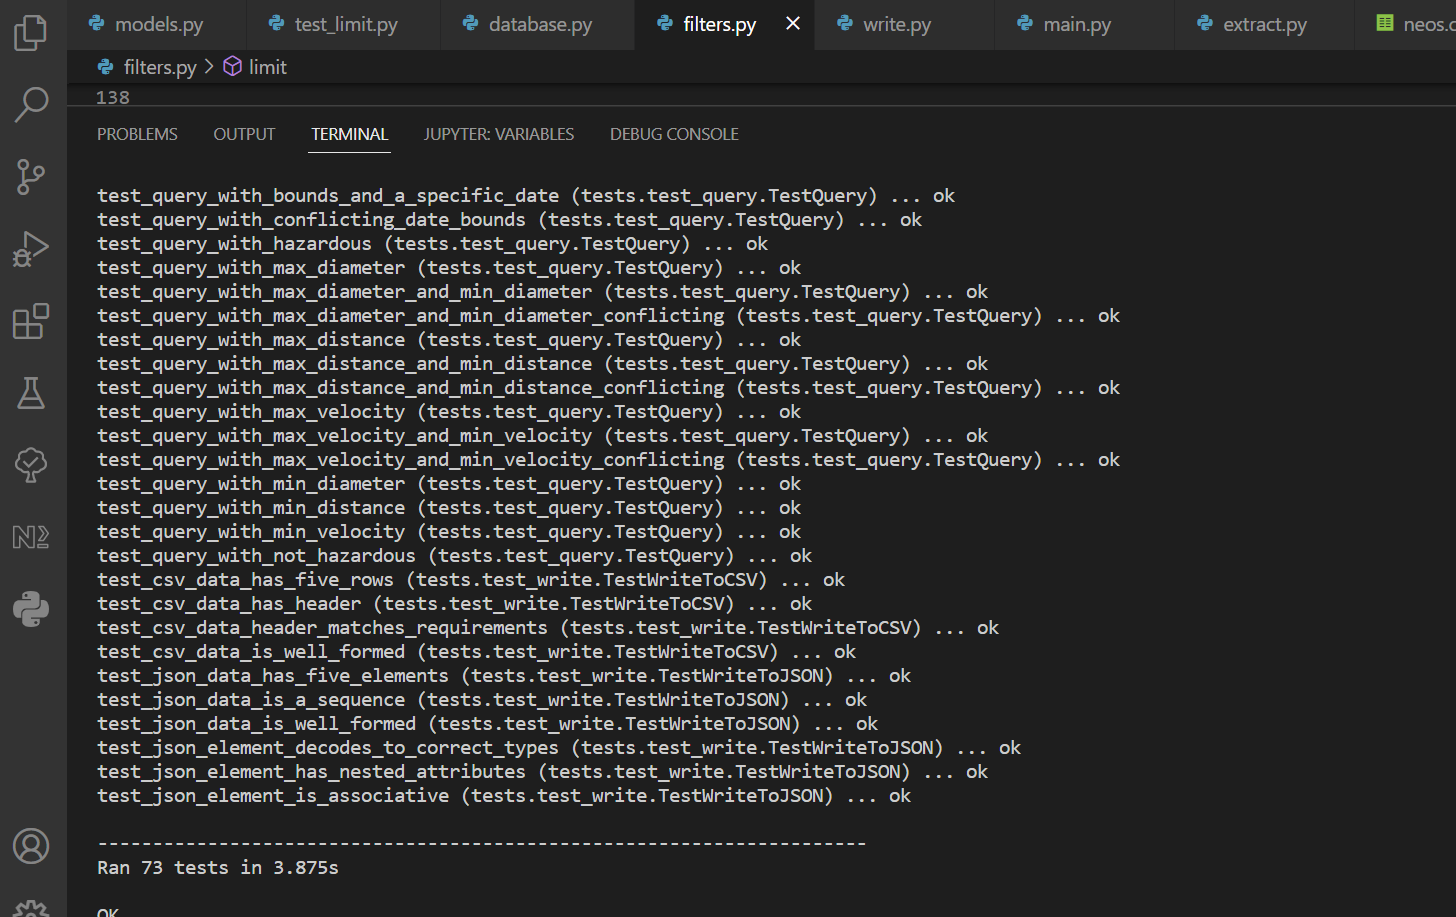 models.py test_limit.py database.py filters.py write.py main.py extract.py neos.c
filters.py > limit
138
PROBLEMS OUTPUT TERMINAL JUPYTER: VARIABLES DEBUG CONSOLE
test_query_with_bounds_and_a_specific_date (tests.test_query.TestQuery) ... ok
test_query_with_conflicting_date_bounds (tests.test_query.TestQuery) ... ok
test_query_with_hazardous (tests.test_query.TestQuery) ... ok
test_query_with_max_diameter (tests.test_query.TestQuery) ... ok
test_query_with_max_diameter_and_min_diameter (tests.test_query.TestQuery) ... ok
test_query_with_max_diameter_and_min_diameter_conflicting (tests.test_query.TestQuery) ... ok
test_query_with_max_distance (tests.test_query.TestQuery) ... ok
test_query_with_max_distance_and_min_distance (tests.test_query.TestQuery) ... ok
test_query_with_max_distance_and_min_distance_conflicting (tests.test_query.TestQuery) ... ok
test_query_with_max_velocity (tests.test_query.TestQuery) ... ok
test_query_with_max_velocity_and_min_velocity (tests.test_query.TestQuery) ... ok
test_query_with_max_velocity_and_min_velocity_conflicting (tests.test_query.TestQuery) ... ok
test_query_with_min_diameter (tests.test_query.TestQuery) ... ok
test_query_with_min_distance (tests.test_query.TestQuery) ... ok
test_query_with_min_velocity (tests.test_query.TestQuery) ... ok
test_query_with_not_hazardous (tests.test_query.TestQuery) ... ok
test_csv_data_has_five_rows (tests.test_write.TestWriteToCSV) ... ok
test_csv_data_has_header (tests.test_write.TestWriteToCSV) ... ok
test_csv_data_header_matches_requirements (tests.test_write.TestWriteToCSV) ... ok
test_csv_data_is_well_formed (tests.test_write.TestWriteToCSV) ... ok
test_json_data_has_five_elements (tests.test_write.TestWriteToJSON) ... ok
test_json_data_is_a_sequence (tests.test_write.TestWriteToJSON) ... ok
test_json_data_is_well_formed (tests.test_write.TestWriteToJSON) ... ok
test_json_element_decodes_to_correct_types (tests.test_write.TestWriteToJSON) ... ok
test_json_element_has_nested_attributes (tests.test_write.TestWriteToJSON) ... ok
test_json_element_is_associative (tests.test_write.TestWriteToJSON) ... ok
----------------------------------------------------------------------
Ran 73 tests in 3.875s
OK